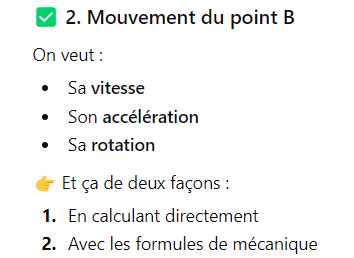 ✅ 2. Mouvement du point B
On veut :
• Sa vitesse
• Son accélération
• Sa rotation
👉 Et ça de deux façons :
1. En calculant directement
2. Avec les formules de mécanique